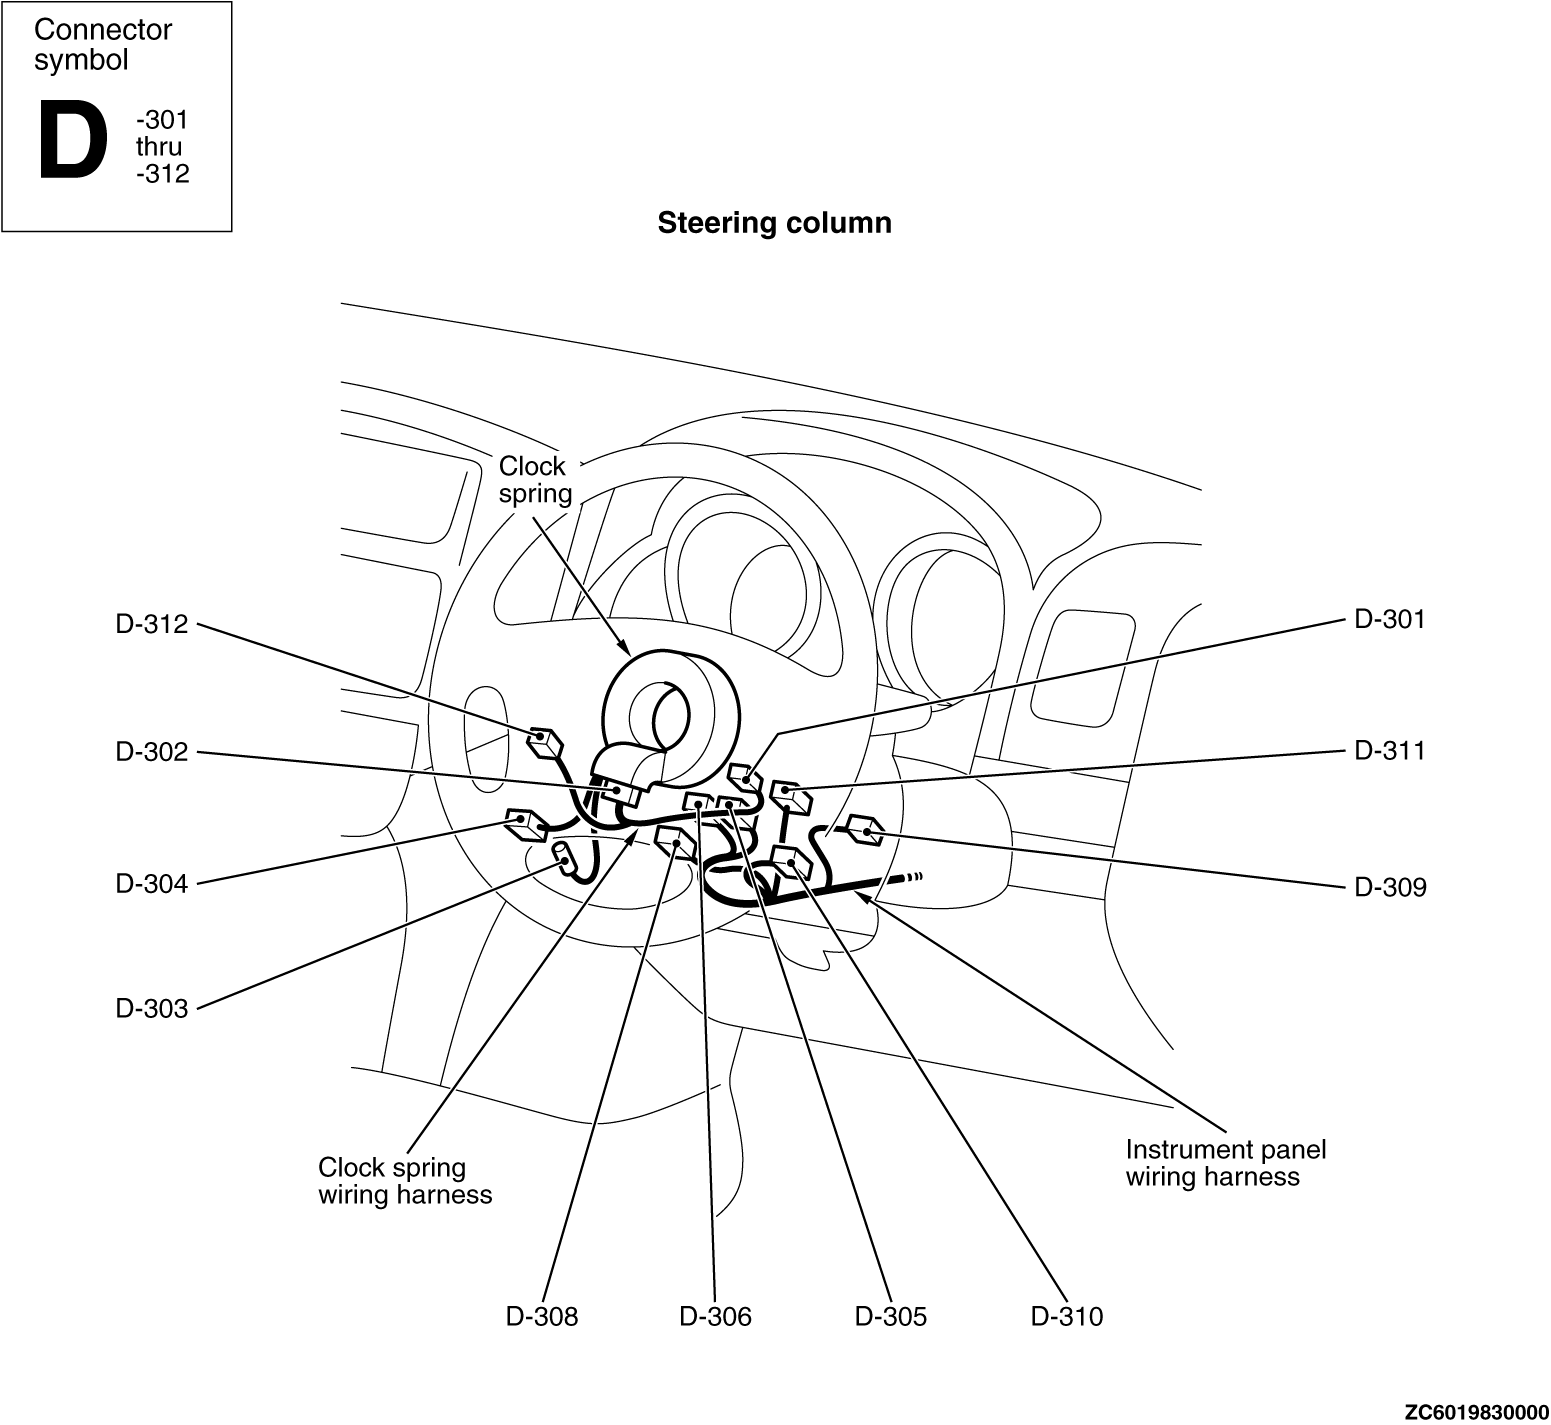 Connector
symbol
D
-301
thru
-312
Steering column
Clock
spring
D-312
D-301
D-302
D-311
D-304
D-309
D-303
Clock spring
wiring harness
Instrument panel
wiring harness
D-308
D-306
D-305
D-310
ZC6019830000